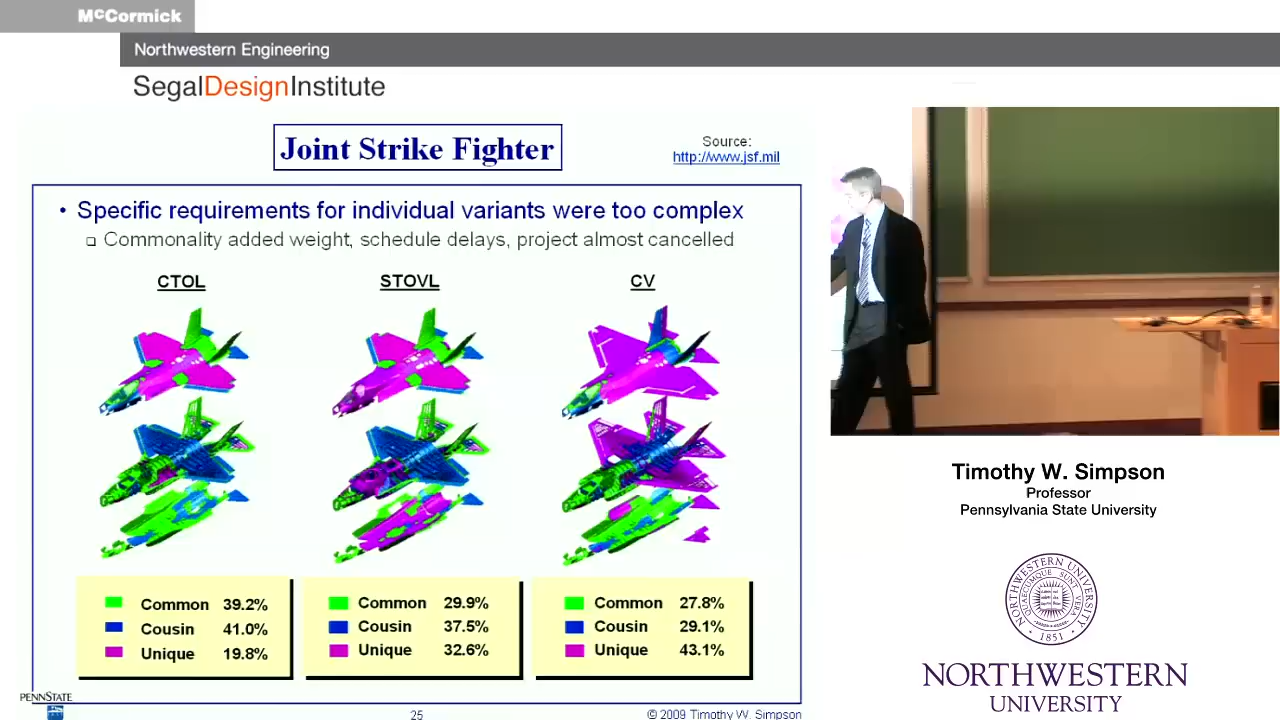 McCormick
Northwestern Engineering
SegalDesignInstitute
Joint Strike Fighter
Source:
http://www.jsf.mil
• Specific requirements for individual variants were too complex
❑ Commonality added weight, schedule delays, project almost cancelled
CTOL
STOVL
CV
Common 39.2%
Cousin 41.0%
Unique 19.8%
Common 29.9%
Cousin 37.5%
Unique 32.6%
Common 27.8%
Cousin 29.1%
Unique 43.1%
PENNSTATE
25
© 2009 Timothy W. Simpson
Timothy W. Simpson
Professor
Pennsylvania State University
NORTHWESTERN UNIVERSITY
1851
NORTHWESTERN
UNIVERSITY